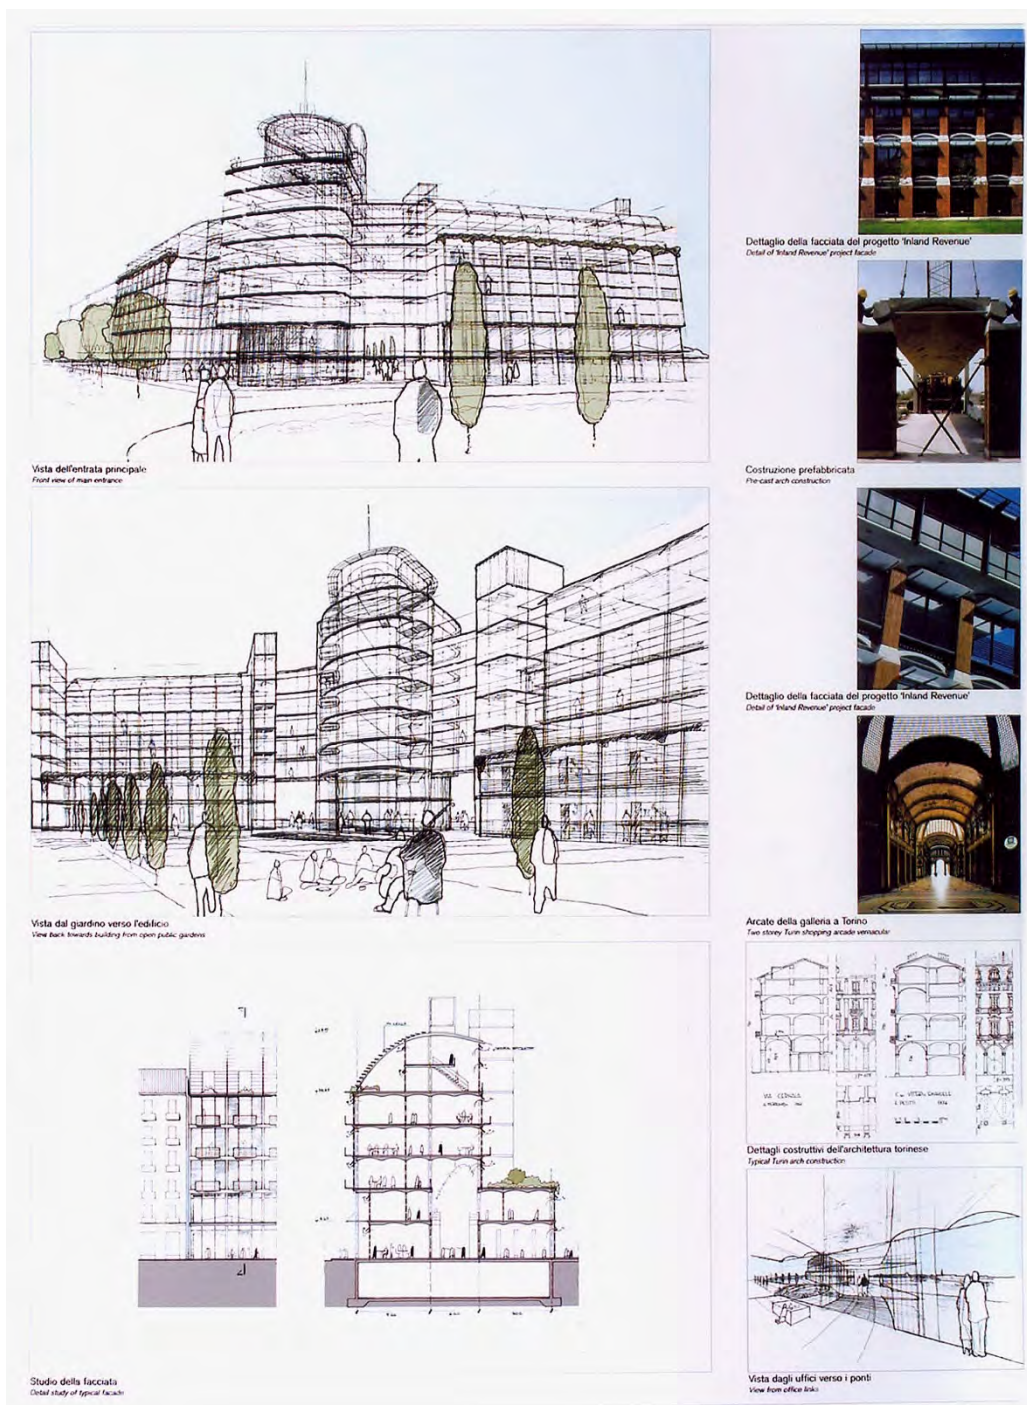 Vista dell'entrata principale
Front view of main entrance
Vista dal giardino verso l'edificio
View back towards building from open public gardens
Studio della facciata
Detail study of typical facade
Dettaglio della facciata del progetto 'Inland Revenue'
Detail of 'Inland Revenue' project facade
Costruzione prefabbricata
Pre-cast arch construction
Dettaglio della facciata del progetto 'Inland Revenue'
Detail of 'Inland Revenue' project facade
Arcate della galleria a Torino
Two storey Turin shopping arcade vernacular
Dettagli costruttivi dell'architettura torinese
Typical Turin arch construction
Vista dagli uffici verso i ponti
View from office links